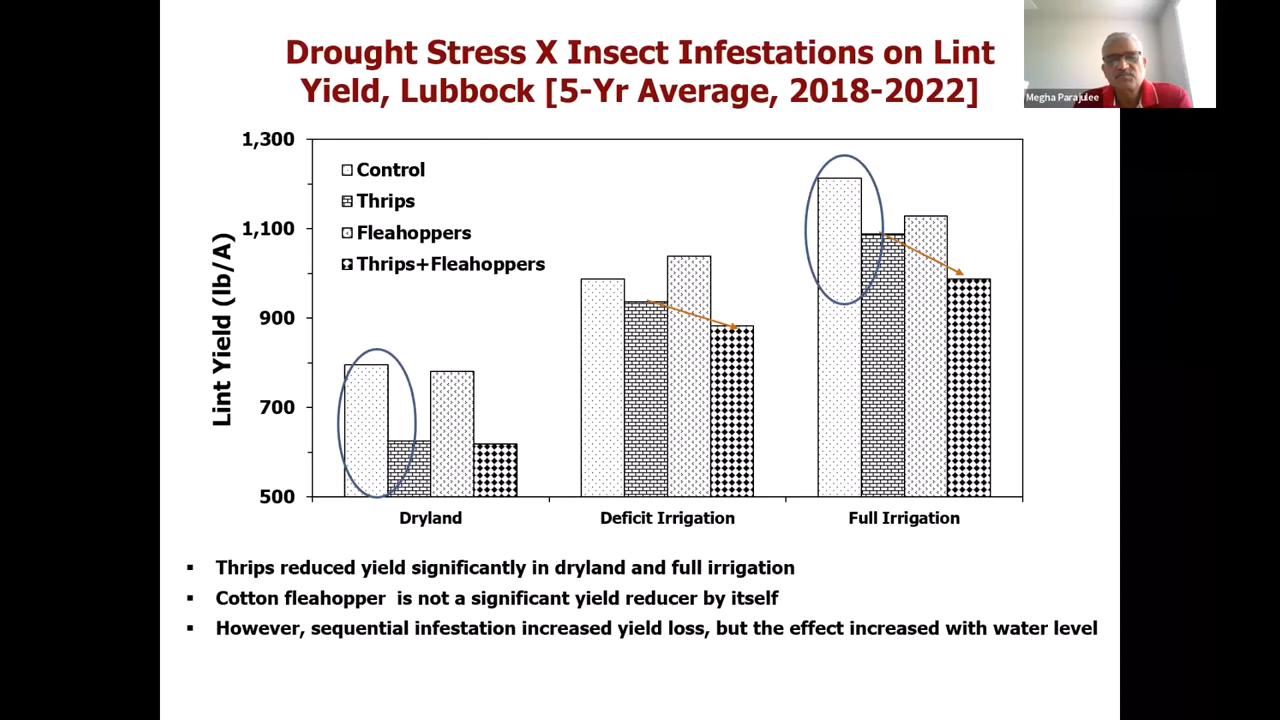 Drought Stress X Insect Infestations on Lint
Yield, Lubbock [5-Yr Average, 2018-2022]
Megha Parajulee
1,300
1,100
900
700
500
Lint Yield (lb/A)
Control
Thrips
Fleahoppers
Thrips+Fleahoppers
Dryland
Deficit Irrigation
Full Irrigation
▪ Thrips reduced yield significantly in dryland and full irrigation
▪ Cotton fleahopper is not a significant yield reducer by itself
▪ However, sequential infestation increased yield loss, but the effect increased with water level